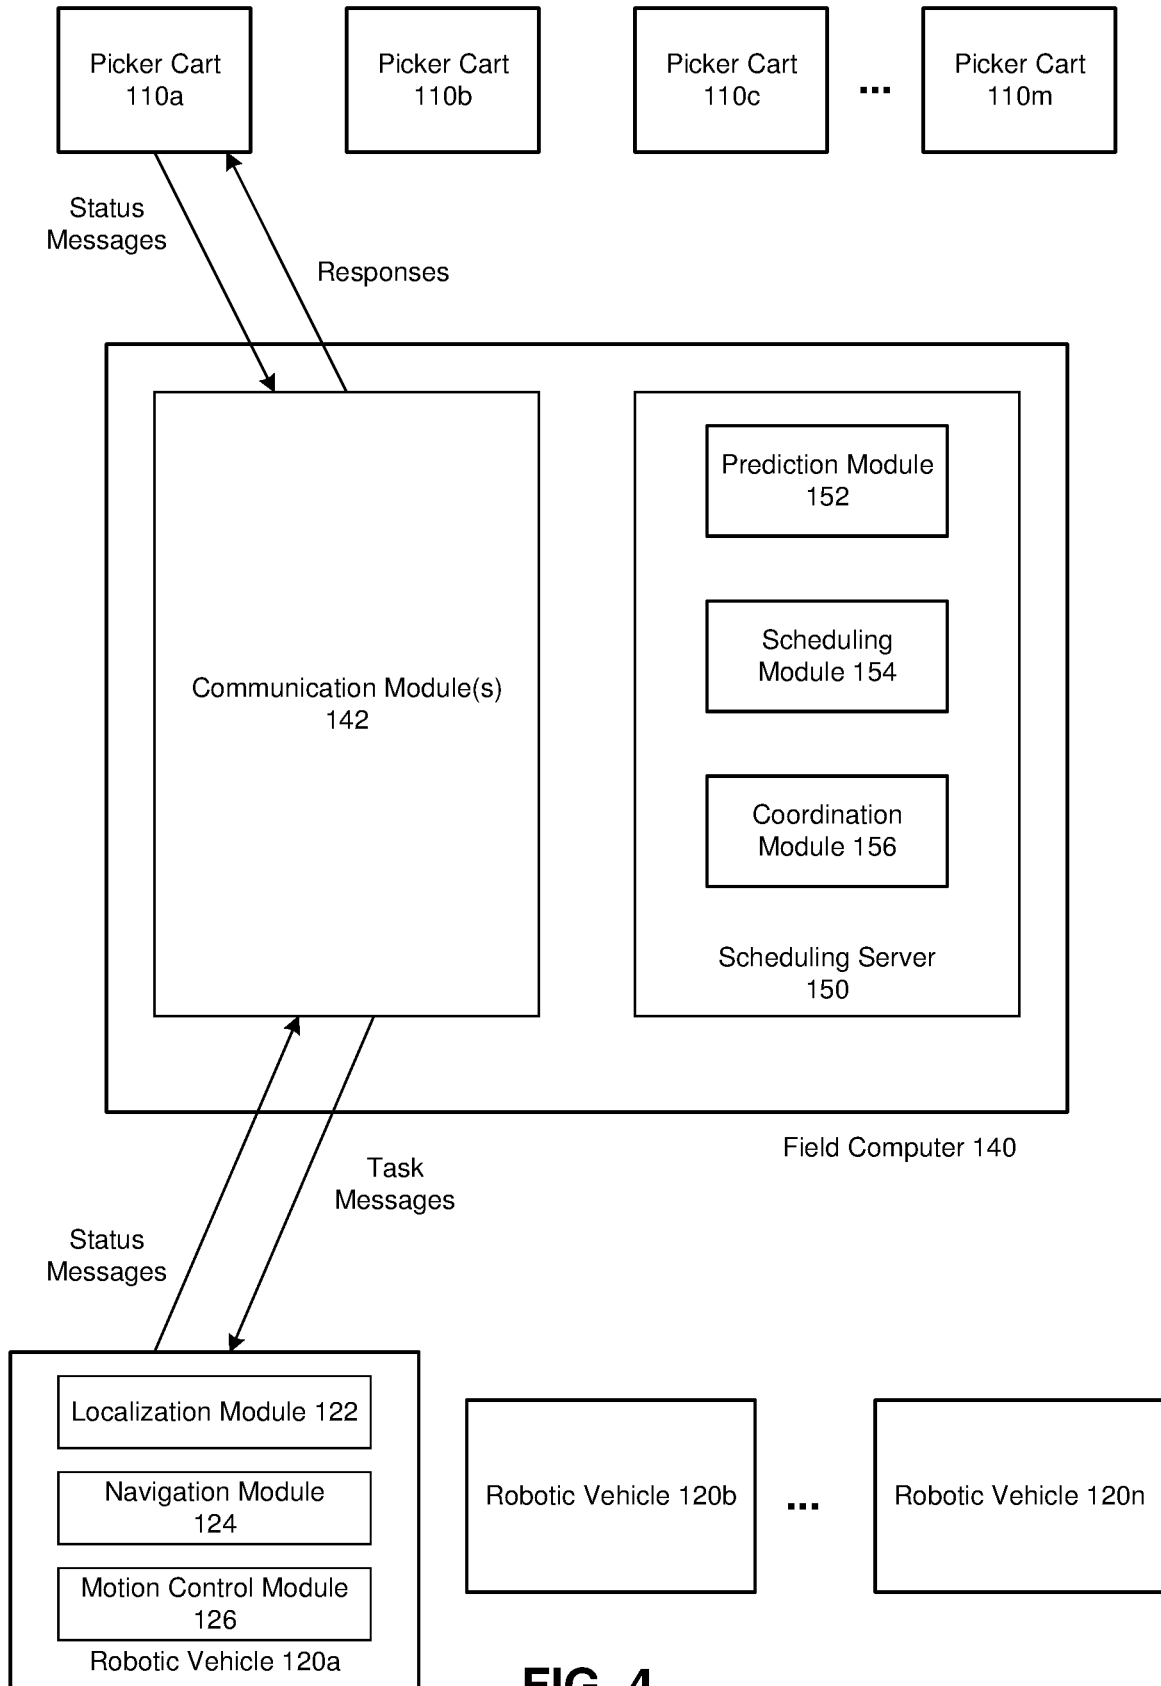 Picker Cart
110a
Picker Cart
110b
Picker Cart
110c
...
Picker Cart
110m
Status
Messages
Responses
Communication Module(s)
142
Prediction Module
152
Scheduling
Module 154
Coordination
Module 156
Scheduling Server
150
Field Computer 140
Task
Messages
Status
Messages
Localization Module 122
Navigation Module
124
Motion Control Module
126
Robotic Vehicle 120a
Robotic Vehicle 120b
...
Robotic Vehicle 120n
FIG. 4